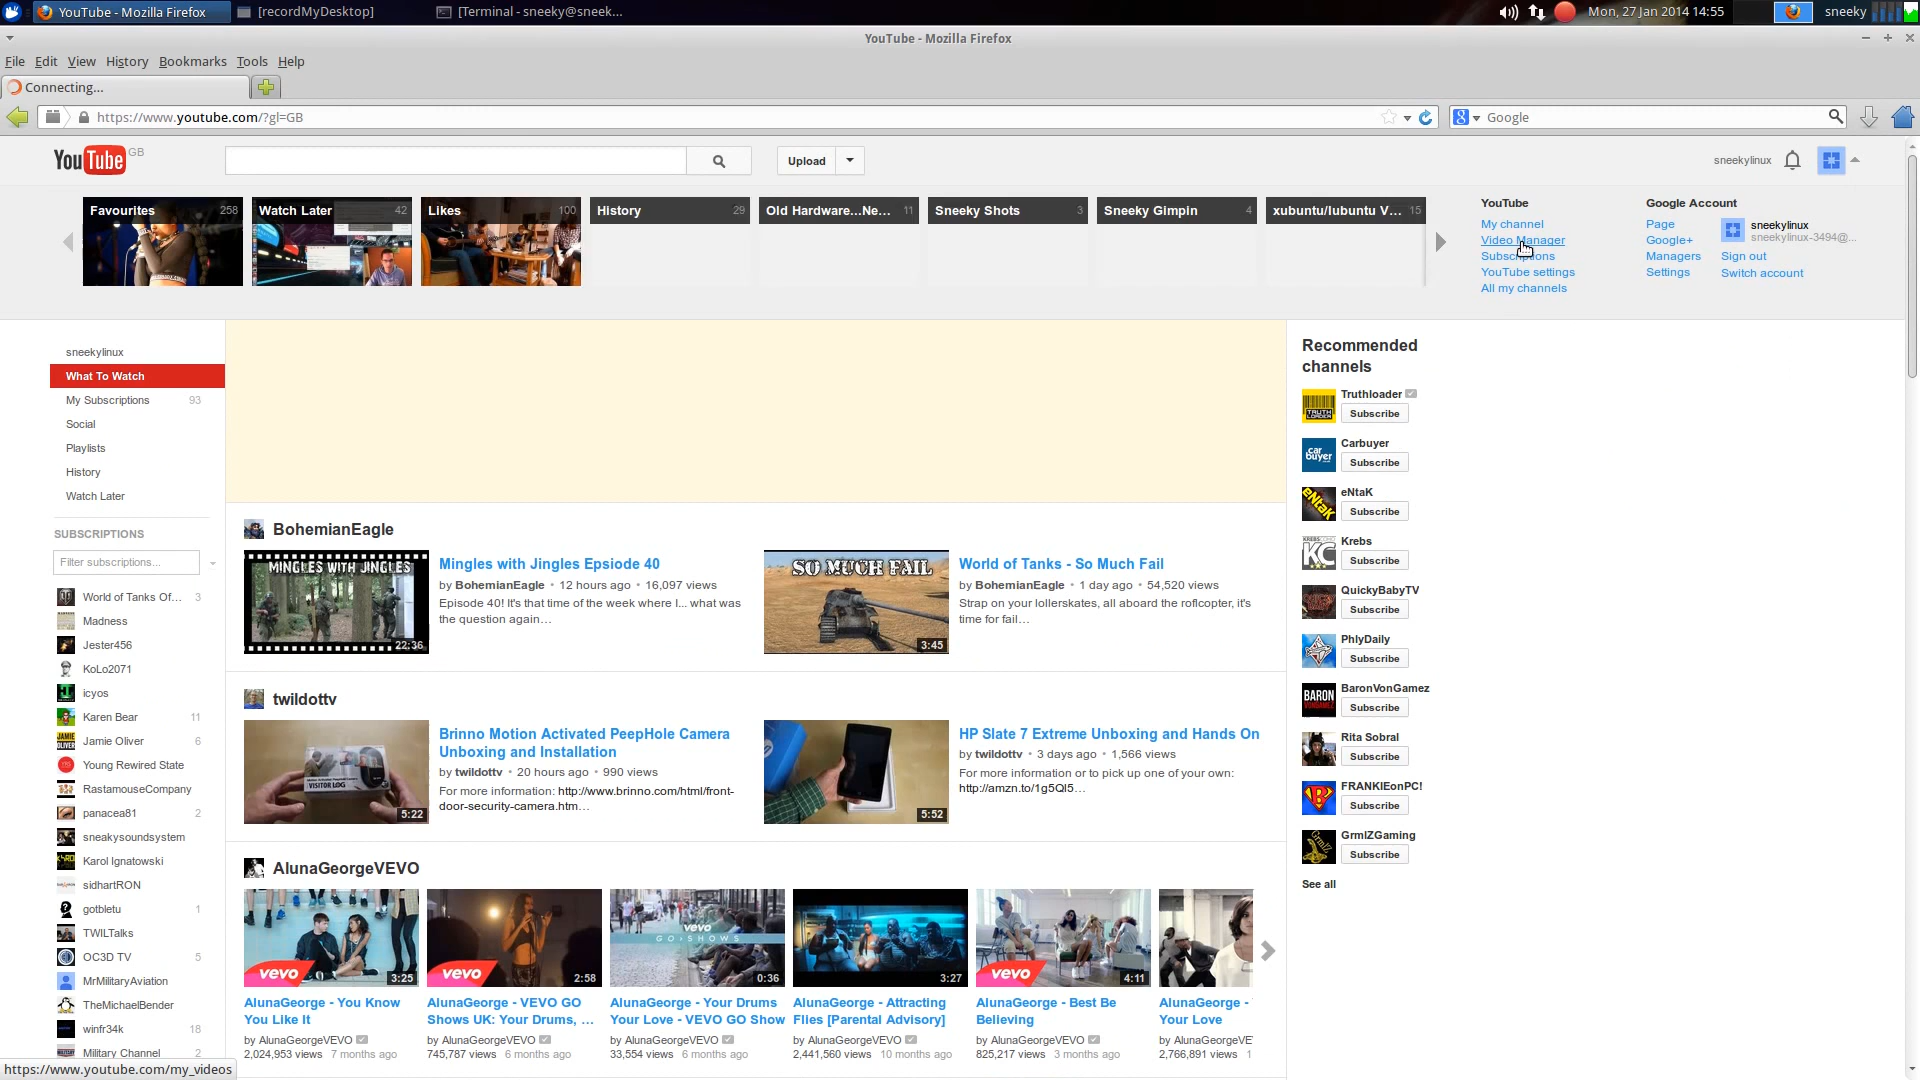 YouTube - Mozilla Firefox
[recordMyDesktop]
[Terminal - sneeky@sneek...
Mon, 27 Jan 2014 14:55
sneeky
YouTube - Mozilla Firefox
File Edit View History Bookmarks Tools Help
Connecting...
https://www.youtube.com/?gl=GB
Google
YouTube GB
Upload
sneekylinux
Favourites 258
Watch Later 42
Likes 100
History 29
Old Hardware...Ne... 11
Sneeky Shots 3
Sneeky Gimpin 4
xubuntu/lubuntu V... 15
YouTube
My channel
Video Manager
Subscriptions
YouTube settings
All my channels
Google Account
Page
Google+
Managers
Settings
sneekylinux
sneekylinux-3494@...
Sign out
Switch account
sneekylinux
What To Watch
My Subscriptions 93
Social
Playlists
History
Watch Later
SUBSCRIPTIONS
Filter subscriptions...
World of Tanks Of... 3
Madness
Jester456
KoLo2071
icyos
Karen Bear 11
Jamie Oliver 6
Young Rewired State
RastamouseCompany
panacea81 2
sneakysoundsystem
Karol Ignatowski
sidhartRON
gotbletu 1
TWILTalks
OC3D TV 5
MrMilitaryAviation
TheMichaelBender
winfr34k 18
Military Channel 2
https://www.youtube.com/my_videos
BohemianEagle
MINGLES WITH JINGLES
22:36
Mingles with Jingles Epsiode 40
by BohemianEagle • 12 hours ago • 16,097 views
Episode 40! It's that time of the week where I... what was
the question again...
SO MUCH FAIL
3:45
World of Tanks - So Much Fail
by BohemianEagle • 1 day ago • 54,520 views
Strap on your lollerskates, all aboard the roflcopter, it's
time for fail...
twildottv
VISITOR LOG
5:22
Brinno Motion Activated PeepHole Camera
Unboxing and Installation
by twildottv • 20 hours ago • 990 views
For more information: http://www.brinno.com/html/front-
door-security-camera.htm...
5:52
HP Slate 7 Extreme Unboxing and Hands On
by twildottv • 3 days ago • 1,566 views
For more information or to pick up one of your own:
http://amzn.to/1g5Ql5...
AlunaGeorgeVEVO
vevo 3:25
AlunaGeorge - You Know
You Like It
by AlunaGeorgeVEVO
2,024,953 views 7 months ago
vevo 2:58
AlunaGeorge - VEVO GO
Shows UK: Your Drums, ...
by AlunaGeorgeVEVO
745,787 views 6 months ago
vevo
GO SHOWS
0:36
AlunaGeorge - Your Drums
Your Love - VEVO GO Show
by AlunaGeorgeVEVO
33,554 views 6 months ago
3:27
AlunaGeorge - Attracting
Flies [Parental Advisory]
by AlunaGeorgeVEVO
2,441,560 views 10 months ago
vevo 4:11
AlunaGeorge - Best Be
Believing
by AlunaGeorgeVEVO
825,217 views 3 months ago
AlunaGeorge -
Your Love
by AlunaGeorgeVE
2,766,891 views 1
Recommended
channels
TRUTH LOADER
Truthloader
Subscribe
car buyer
Carbuyer
Subscribe
eNtaK
eNtaK
Subscribe
KC
Krebs
Subscribe
QuickyBabyTV
Subscribe
PhlyDaily
Subscribe
BARON
BaronVonGamez
Subscribe
Rita Sobral
Subscribe
FRANKIEonPC!
Subscribe
GrmlZGaming
Subscribe
See all